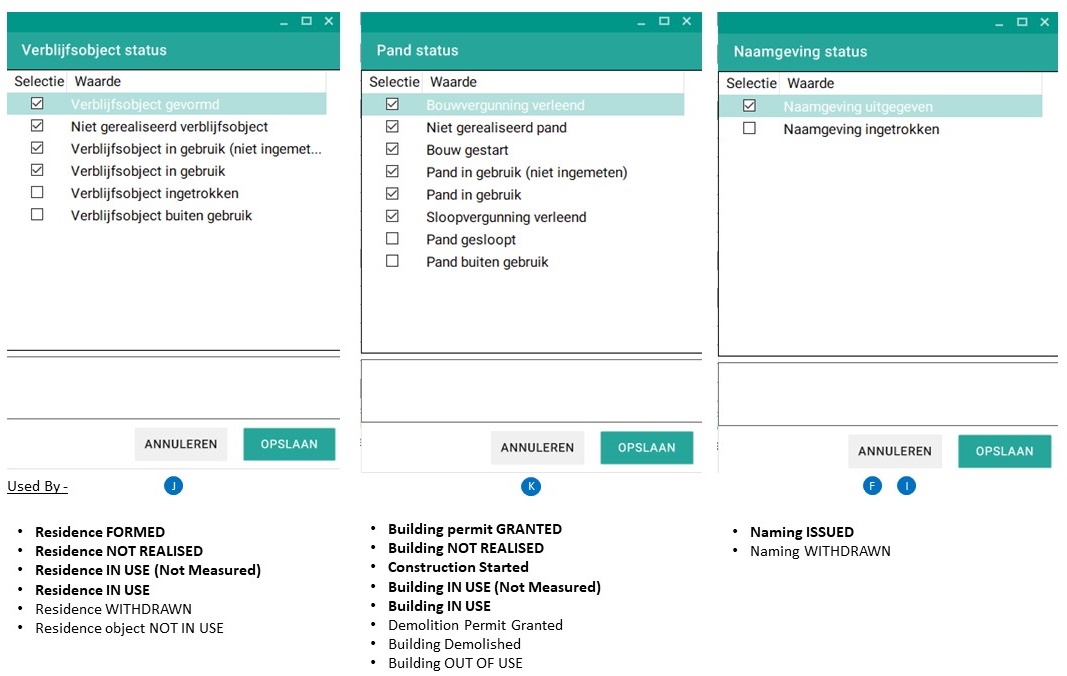 Verblijfsobject status
Selectie Waarde
Verblijfsobject gevormd
Niet gerealiseerd verblijfsobject
Verblijfsobject in gebruik (niet ingemet...
Verblijfsobject in gebruik
Verblijfsobject ingetrokken
Verblijfsobject buiten gebruik
ANNULEREN OPSLAAN
Used By -
J
• Residence FORMED
• Residence NOT REALISED
• Residence IN USE (Not Measured)
• Residence IN USE
• Residence WITHDRAWN
• Residence object NOT IN USE
Pand status
Selectie Waarde
Bouwvergunning verleend
Niet gerealiseerd pand
Bouw gestart
Pand in gebruik (niet ingemeten)
Pand in gebruik
Sloopvergunning verleend
Pand gesloopt
Pand buiten gebruik
ANNULEREN OPSLAAN
K
• Building permit GRANTED
• Building NOT REALISED
• Construction Started
• Building IN USE (Not Measured)
• Building IN USE
• Demolition Permit Granted
• Building Demolished
• Building OUT OF USE
Naamgeving status
Selectie Waarde
Naamgeving uitgegeven
Naamgeving ingetrokken
ANNULEREN OPSLAAN
F I
• Naming ISSUED
• Naming WITHDRAWN